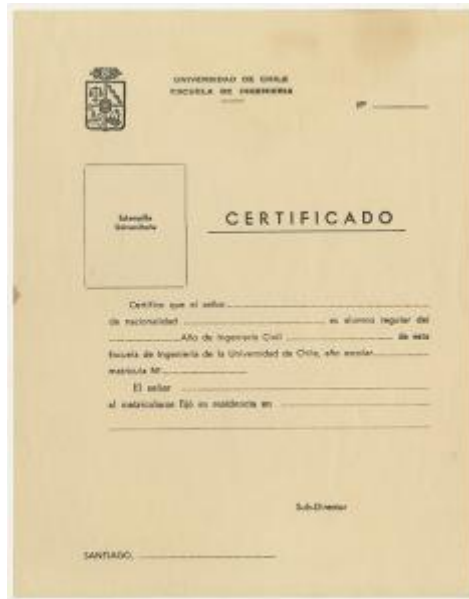 UNIVERSIDAD DE CHILE
ESCUELA DE INGENIERIA
Nº
Estampilla
Universitaria
CERTIFICADO
Certifico que el señor
de nacionalidad es alumno regular del
Año de Ingeniería Civil de esta
Escuela de Ingeniería de la Universidad de Chile, año escolar
matrícula Nº
El señor
al matricularse fijó su residencia en
Sub-Director
SANTIAGO,